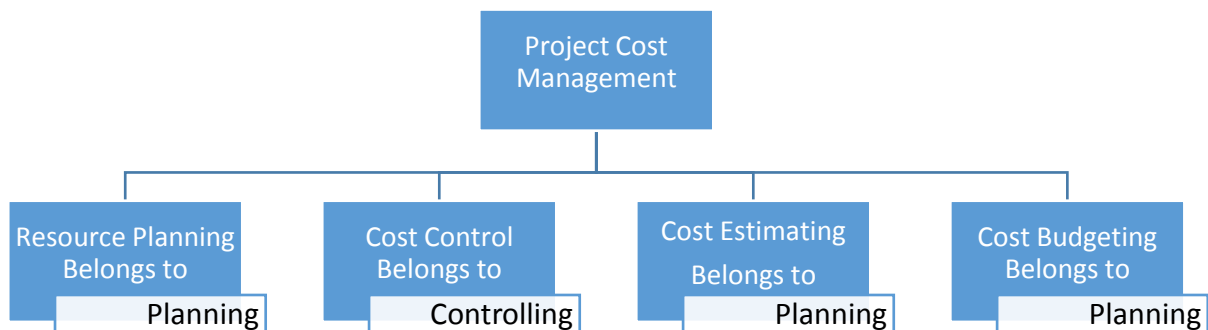 Project Cost
Management
Resource Planning
Belongs to
Planning
Cost Control
Belongs to
Controlling
Cost Estimating
Belongs to
Planning
Cost Budgeting
Belongs to
Planning